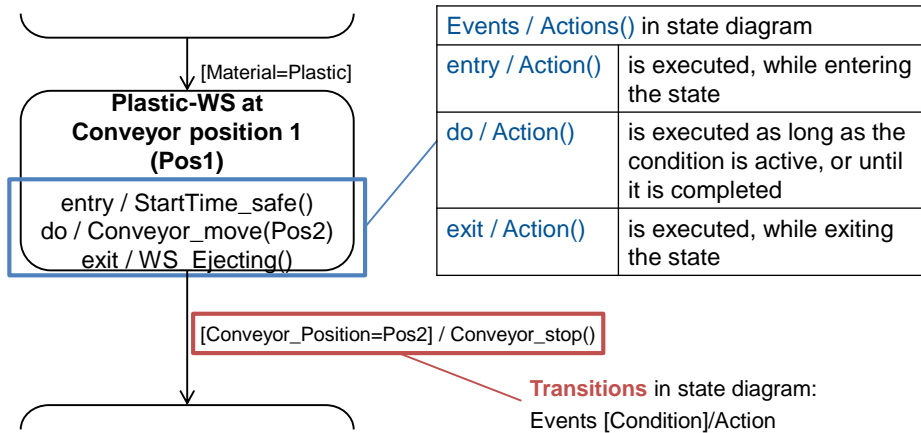 [Material=Plastic]
Plastic-WS at
Conveyor position 1
(Pos1)
entry / StartTime_safe()
do / Conveyor_move(Pos2)
exit / WS_Ejecting()
[Conveyor_Position=Pos2] / Conveyor_stop()
Events / Actions() in state diagram
entry / Action()
is executed, while entering
the state
do / Action()
is executed as long as the
condition is active, or until
it is completed
exit / Action()
is executed, while exiting
the state
Transitions in state diagram:
Events [Condition]/Action